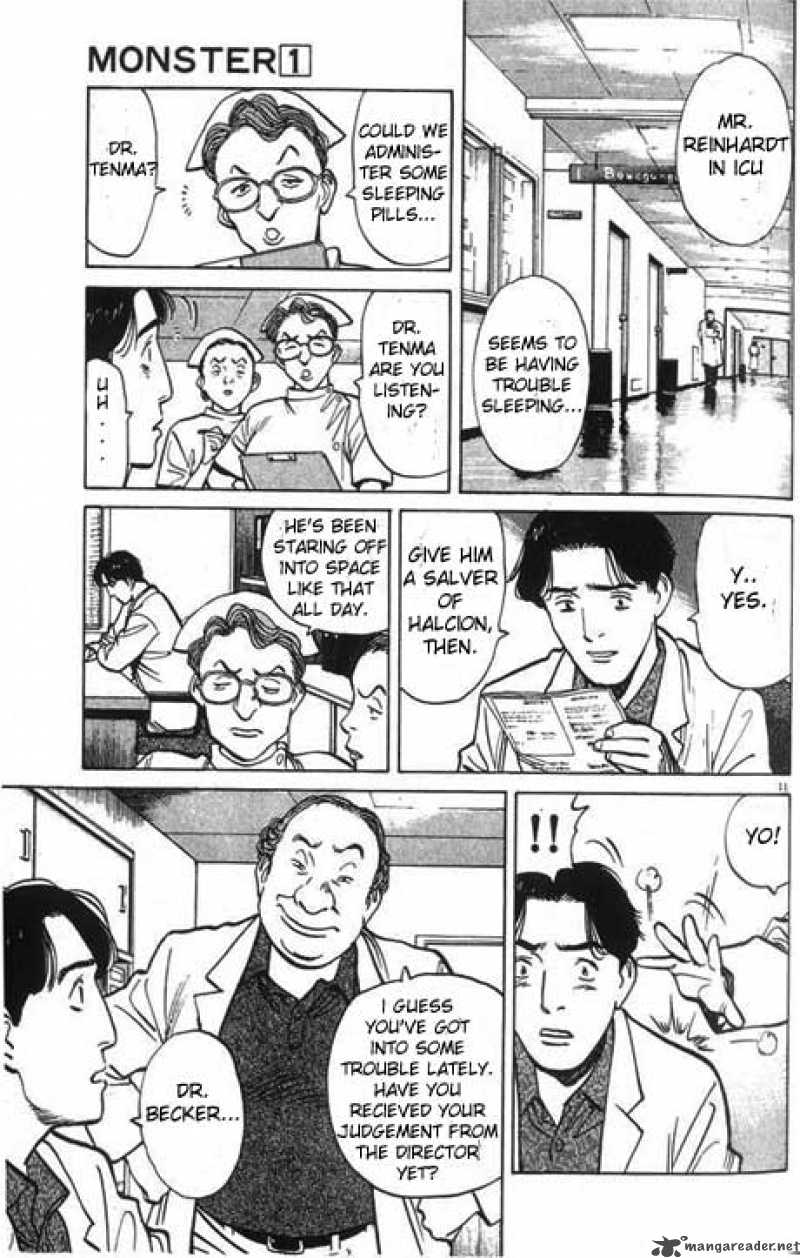 MONSTER 1
MR.
REINHARDT
IN ICU
SEEMS TO
BE HAVING
TROUBLE
SLEEPING...
COULD WE
ADMINIS-
TER SOME
SLEEPING
PILLS...
DR.
TENMA?
DR.
TENMA
ARE YOU
LISTEN-
ING?
UH...
Y..
YES.
GIVE HIM
A SALVER
OF
HALCION,
THEN.
HE'S BEEN
STARING OFF
INTO SPACE
LIKE THAT
ALL DAY.
11
YO!
!!
I GUESS
YOU'VE GOT
INTO SOME
TROUBLE LATELY.
HAVE YOU
RECIEVED YOUR
JUDGEMENT FROM
THE DIRECTOR
YET?
DR.
BECKER...
mangareader.net